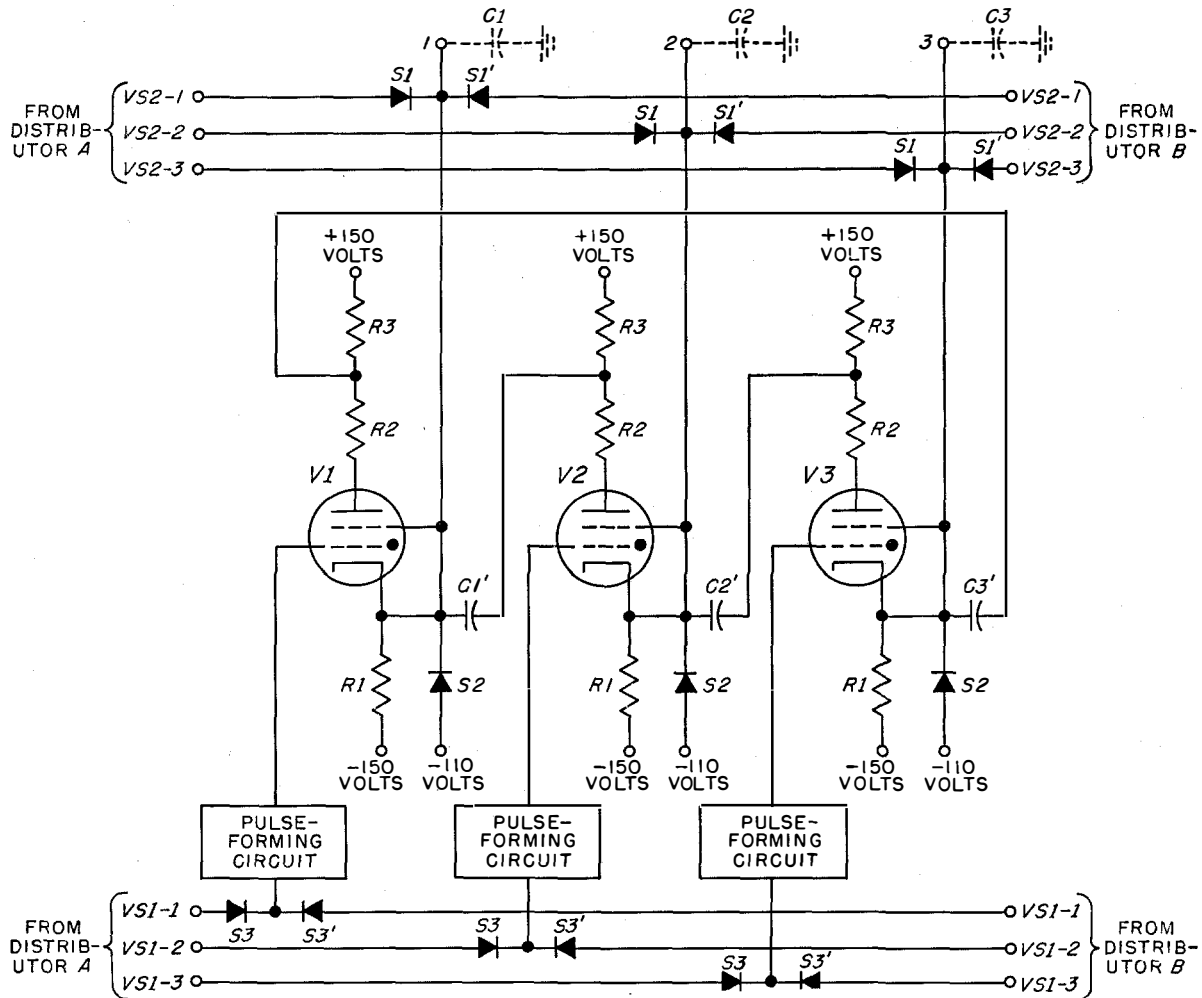 1
C1
2
C2
3
C3
FROM
DISTRIB-
UTOR A
VS2-1
S1
S1'
VS2-1
VS2-2
S1
S1'
VS2-2
VS2-3
S1
S1'
VS2-3
FROM
DISTRIB-
UTOR B
+150
VOLTS
+150
VOLTS
+150
VOLTS
R3
R3
R3
R2
R2
R2
V1
V2
V3
C1'
C2'
C3'
R1
S2
R1
S2
R1
S2
-150
VOLTS
-110
VOLTS
-150
VOLTS
-110
VOLTS
-150
VOLTS
-110
VOLTS
PULSE-
FORMING
CIRCUIT
PULSE-
FORMING
CIRCUIT
PULSE-
FORMING
CIRCUIT
FROM
DISTRIB-
UTOR A
VS1-1
S3
S3'
VS1-1
VS1-2
S3
S3'
VS1-2
VS1-3
S3
S3'
VS1-3
FROM
DISTRIB-
UTOR B